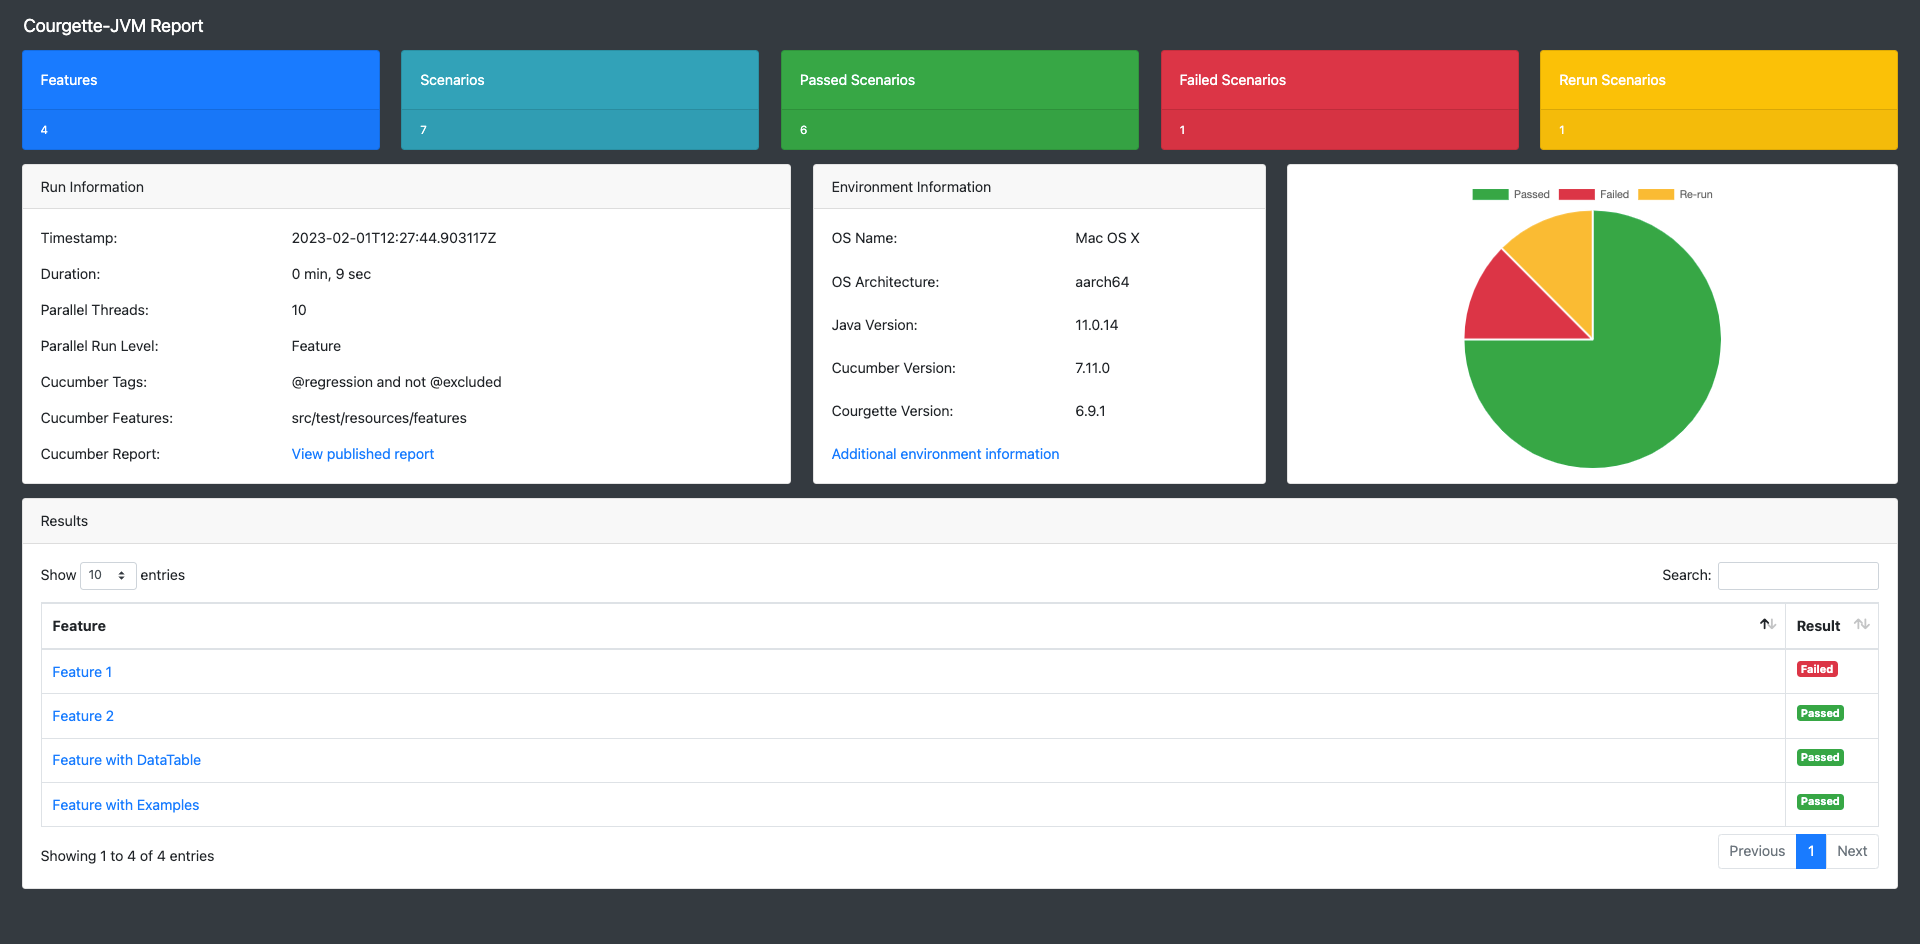 Courgette-JVM Report
Features
4
Scenarios
7
Passed Scenarios
6
Failed Scenarios
1
Rerun Scenarios
1
Run Information
Timestamp: 2023-02-01T12:27:44.903117Z
Duration: 0 min, 9 sec
Parallel Threads: 10
Parallel Run Level: Feature
Cucumber Tags: @regression and not @excluded
Cucumber Features: src/test/resources/features
Cucumber Report: View published report
Environment Information
OS Name: Mac OS X
OS Architecture: aarch64
Java Version: 11.0.14
Cucumber Version: 7.11.0
Courgette Version: 6.9.1
Additional environment information
Passed Failed Re-run
Results
Show 10 entries
Search:
Feature Result
Feature 1 Failed
Feature 2 Passed
Feature with DataTable Passed
Feature with Examples Passed
Showing 1 to 4 of 4 entries
Previous 1 Next